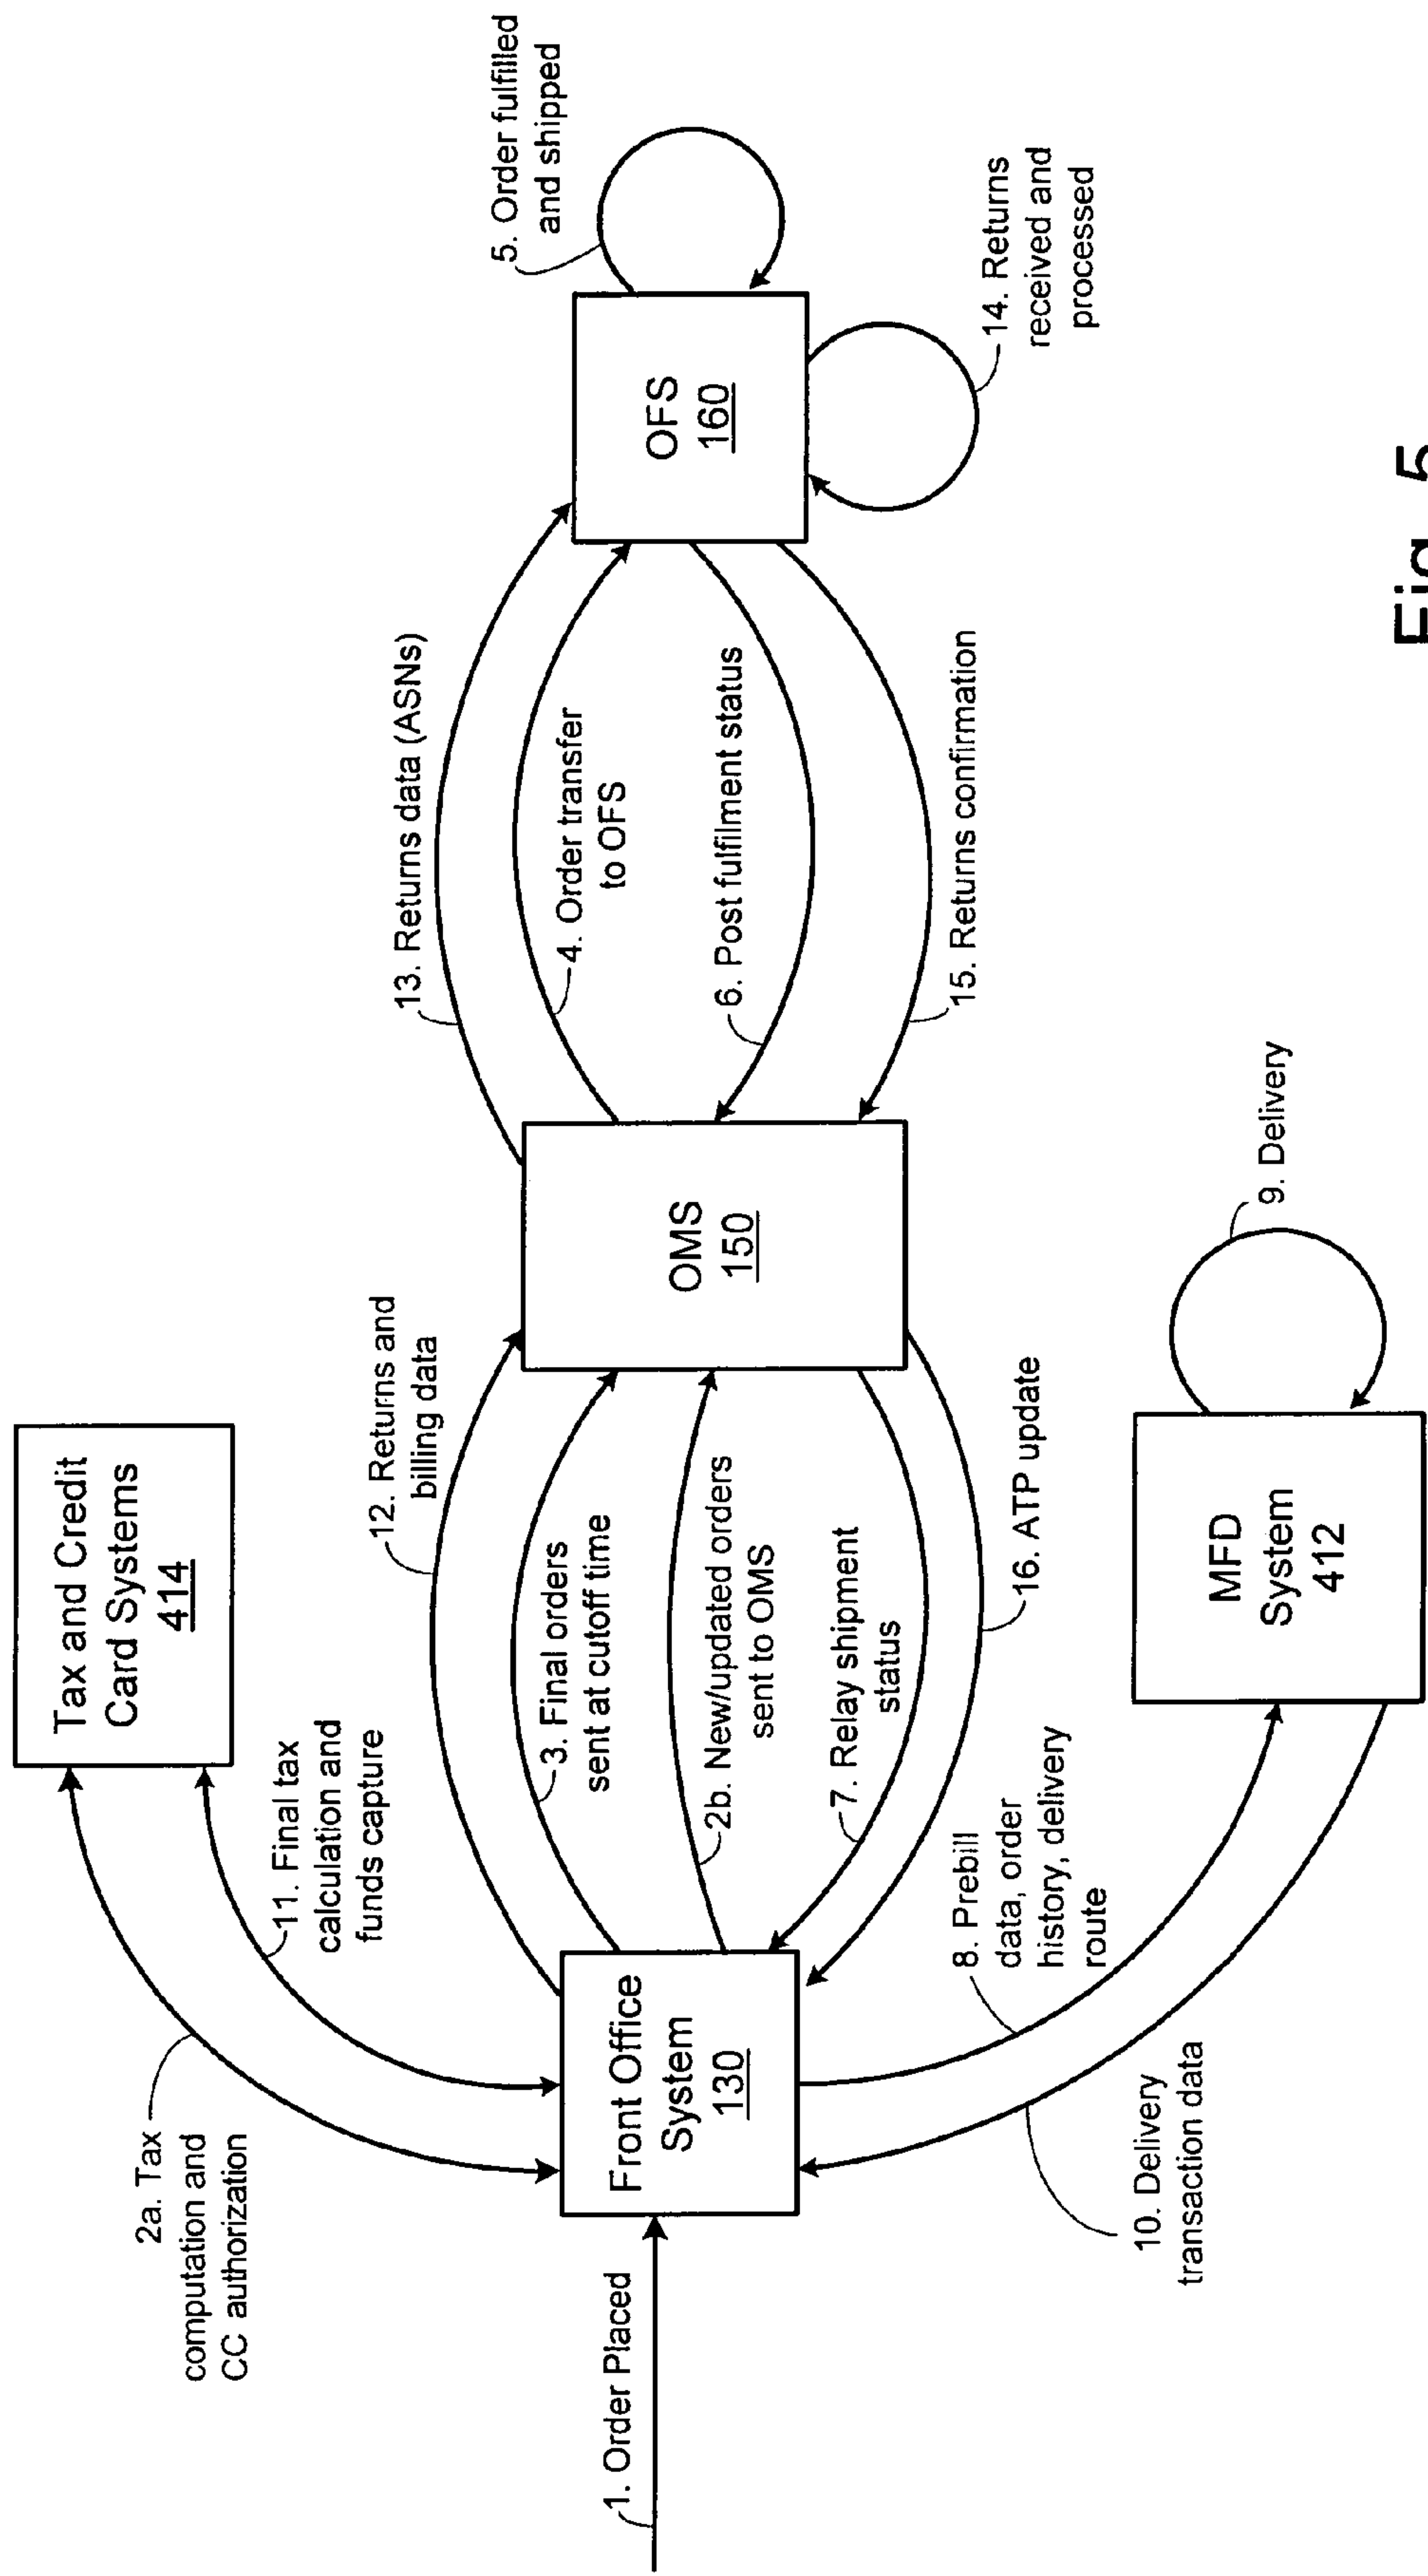 Tax and Credit
Card Systems
414
2a. Tax
computation and
CC authorization
11. Final tax
calculation and
funds capture
12. Returns and
billing data
13. Returns data (ASNs)
5. Order fulfilled
and shipped
3. Final orders
sent at cutoff time
4. Order transfer
to OFS
1. Order Placed
Front Office
System
130
2b. New/updated orders
sent to OMS
OMS
150
6. Post fulfilment status
OFS
160
7. Relay shipment
status
15. Returns confirmation
14. Returns
received and
processed
16. ATP update
8. Prebill
data, order
history, delivery
route
10. Delivery
transaction data
MFD
System
412
9. Delivery
Fig. 5